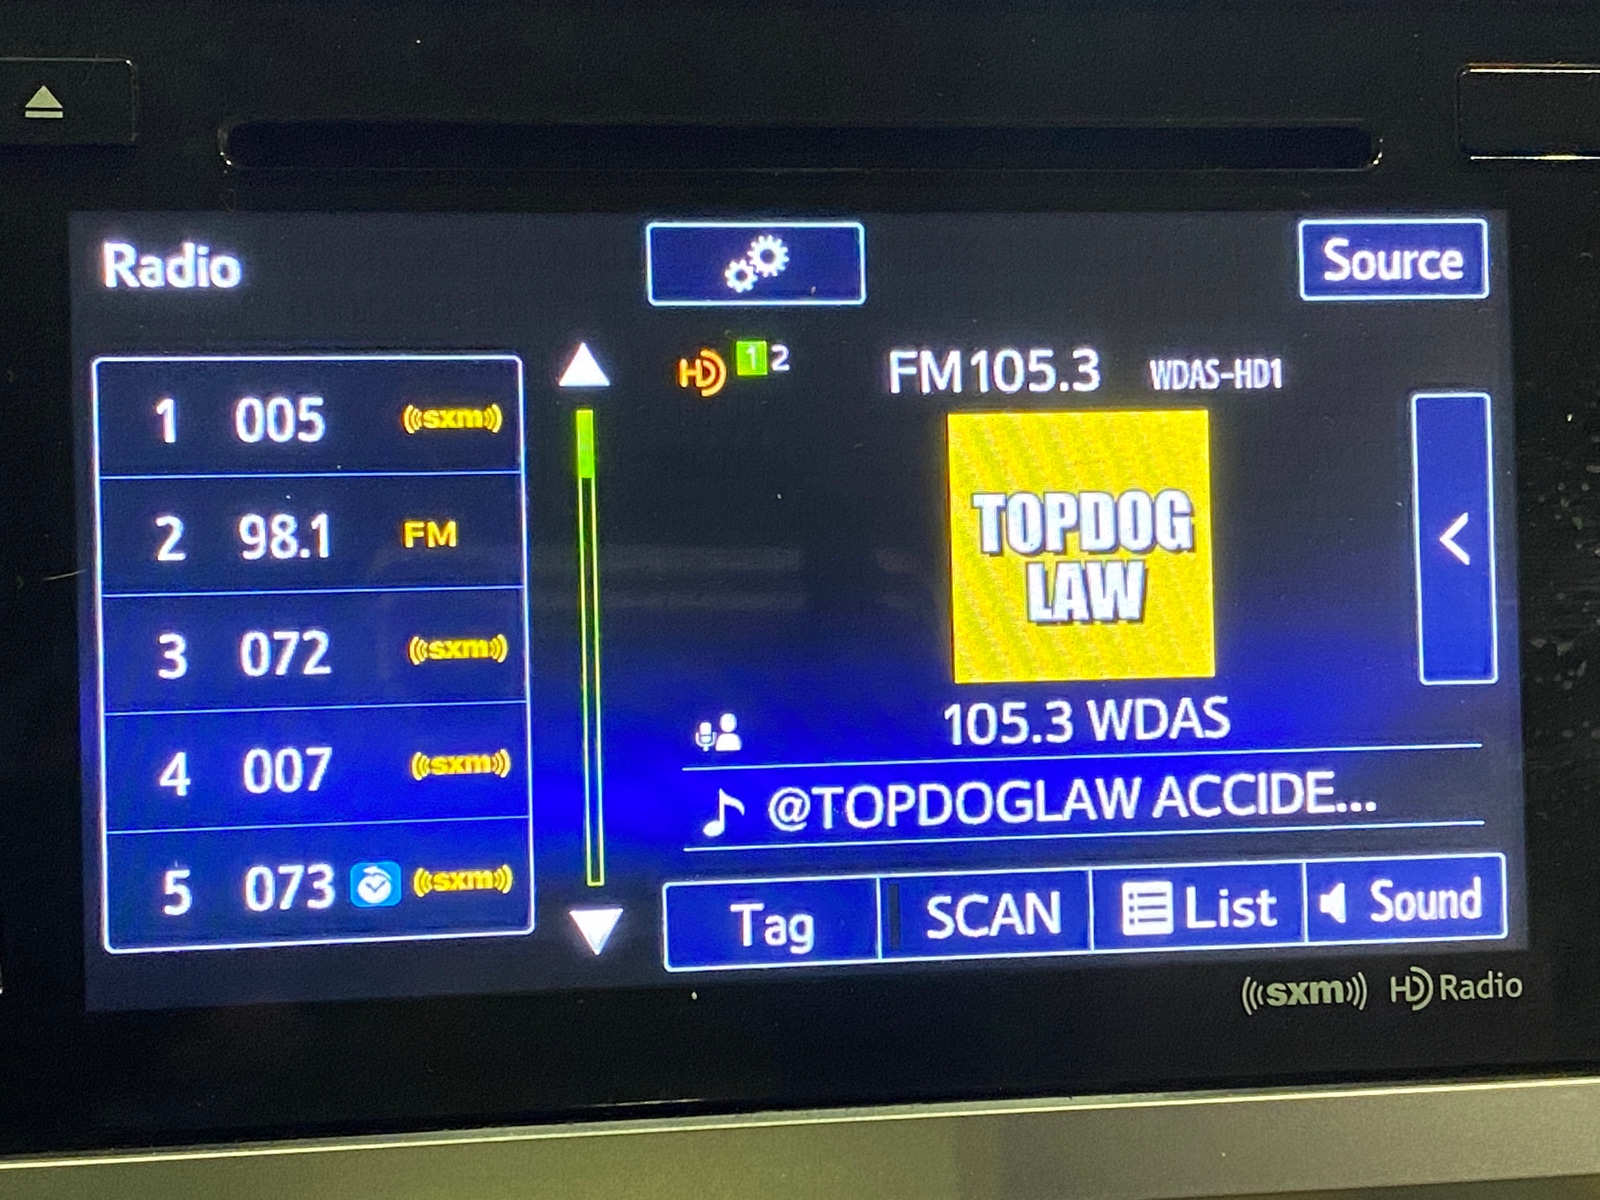 Radio
Source
HD 1 2
FM 105.3 WDAS-HD1
1 005 sxm
2 98.1 FM
3 072 sxm
4 007 sxm
5 073 sxm
TOPDOG
LAW
105.3 WDAS
@TOPDOGLAW ACCIDE...
Tag SCAN List Sound
sxm HD Radio